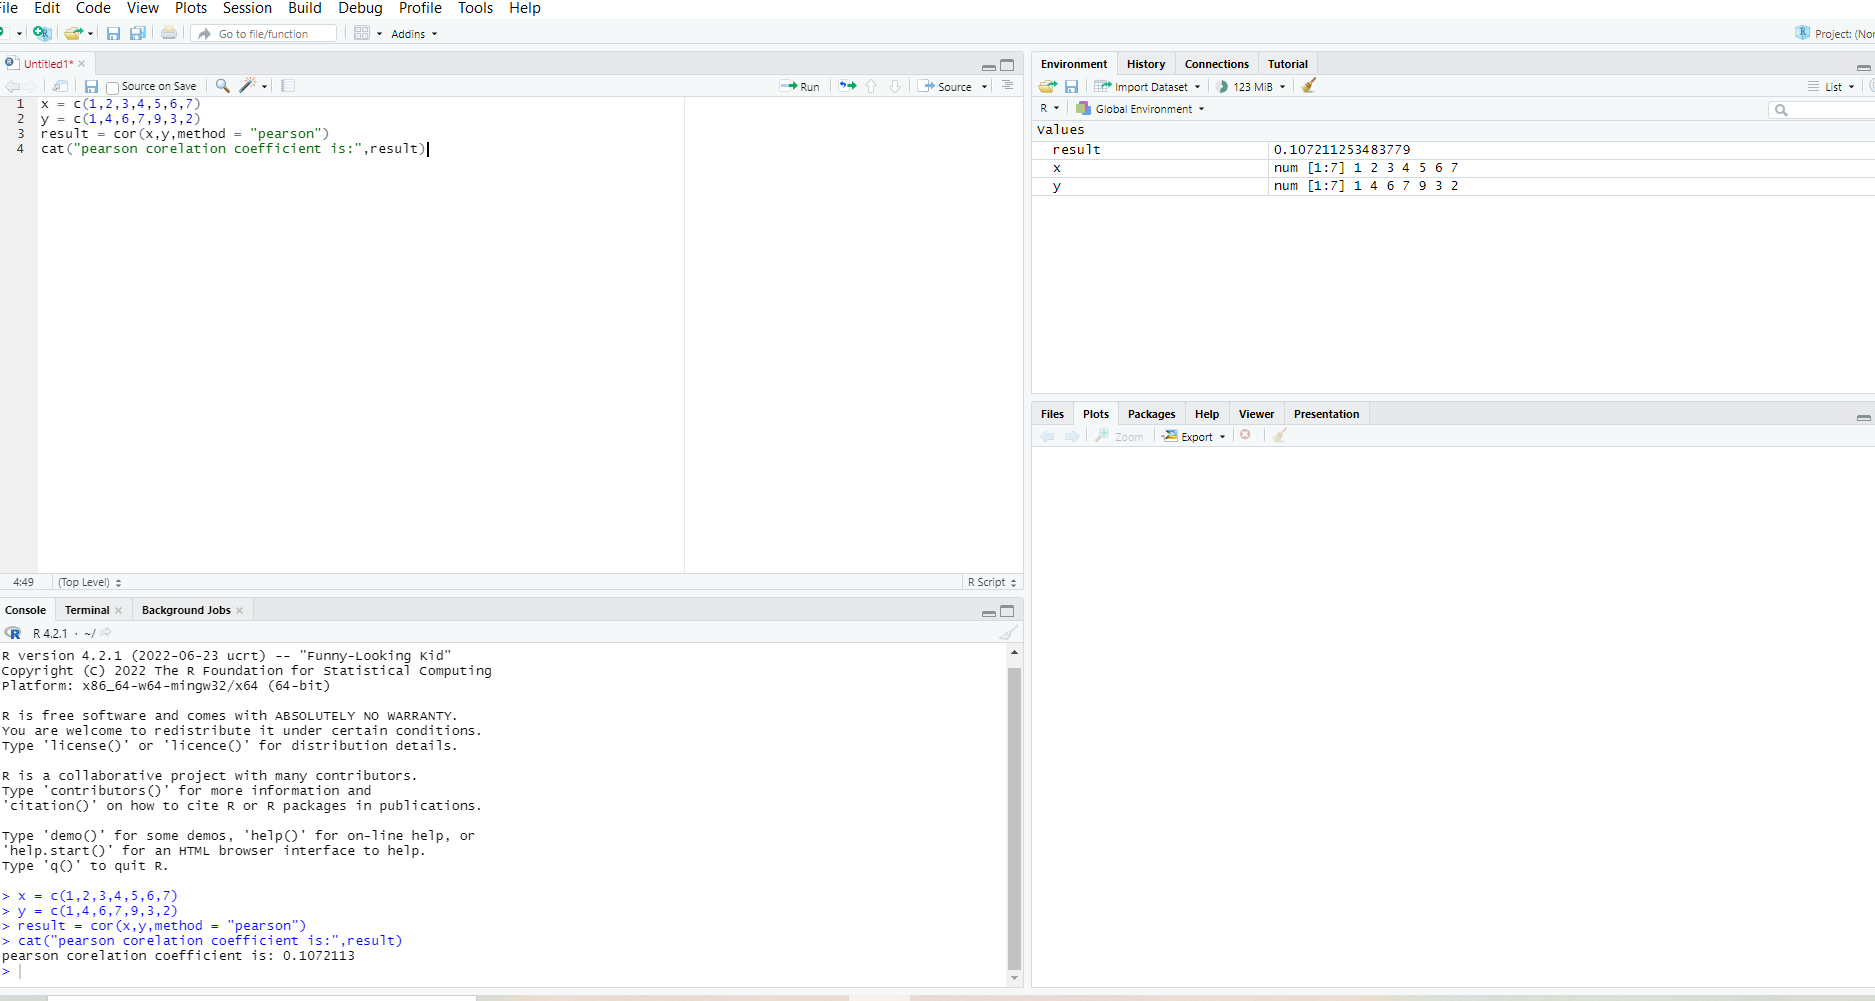 File Edit Code View Plots Session Build Debug Profile Tools Help
Go to file/function Addins Project: (Nor
Untitled1*
Source on Save Run Source
1 x = c(1,2,3,4,5,6,7)
2 y = c(1,4,6,7,9,3,2)
3 result = cor(x,y,method = "pearson")
4 cat("pearson corelation coefficient is:",result)
4:49 (Top Level) R Script
Console Terminal Background Jobs
R 4.2.1 · ~/
R version 4.2.1 (2022-06-23 ucrt) -- "Funny-Looking Kid"
Copyright (C) 2022 The R Foundation for Statistical Computing
Platform: x86_64-w64-mingw32/x64 (64-bit)
R is free software and comes with ABSOLUTELY NO WARRANTY.
You are welcome to redistribute it under certain conditions.
Type 'license()' or 'licence()' for distribution details.
R is a collaborative project with many contributors.
Type 'contributors()' for more information and
'citation()' on how to cite R or R packages in publications.
Type 'demo()' for some demos, 'help()' for on-line help, or
'help.start()' for an HTML browser interface to help.
Type 'q()' to quit R.
> x = c(1,2,3,4,5,6,7)
> y = c(1,4,6,7,9,3,2)
> result = cor(x,y,method = "pearson")
> cat("pearson corelation coefficient is:",result)
pearson corelation coefficient is: 0.1072113
>
Environment History Connections Tutorial
Import Dataset 123 MiB List
R Global Environment
Values
result 0.107211253483779
x num [1:7] 1 2 3 4 5 6 7
y num [1:7] 1 4 6 7 9 3 2
Files Plots Packages Help Viewer Presentation
Zoom Export